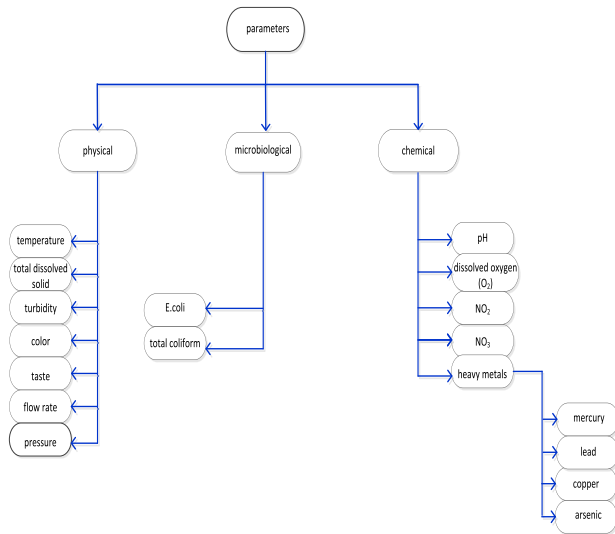 parameters
physical
microbiological
chemical
temperature
total dissolved
solid
turbidity
color
taste
flow rate
pressure
E.coli
total coliform
pH
dissolved oxygen
(O₂)
NO₂
NO₃
heavy metals
mercury
lead
copper
arsenic